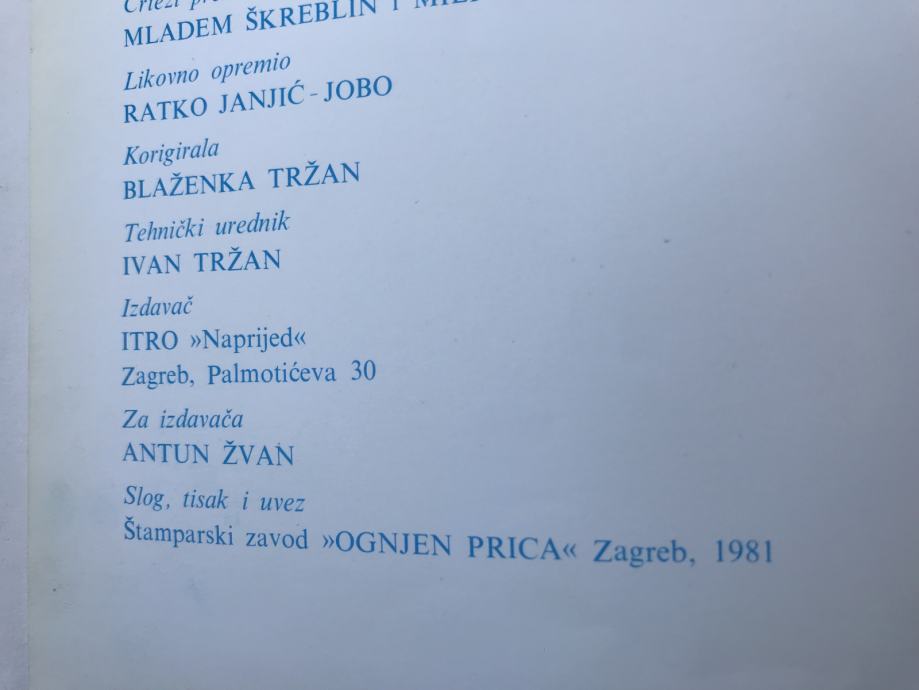 Crteži
MLADEM ŠKREBLIN I
Likovno opremio
RATKO JANJIĆ-JOBO
Korigirala
BLAŽENKA TRŽAN
Tehnički urednik
IVAN TRŽAN
Izdavač
ITRO »Naprijed«
Zagreb, Palmotićeva 30
Za izdavača
ANTUN ŽVAN
Slog, tisak i uvez
Štamparski zavod »OGNJEN PRICA« Zagreb, 1981